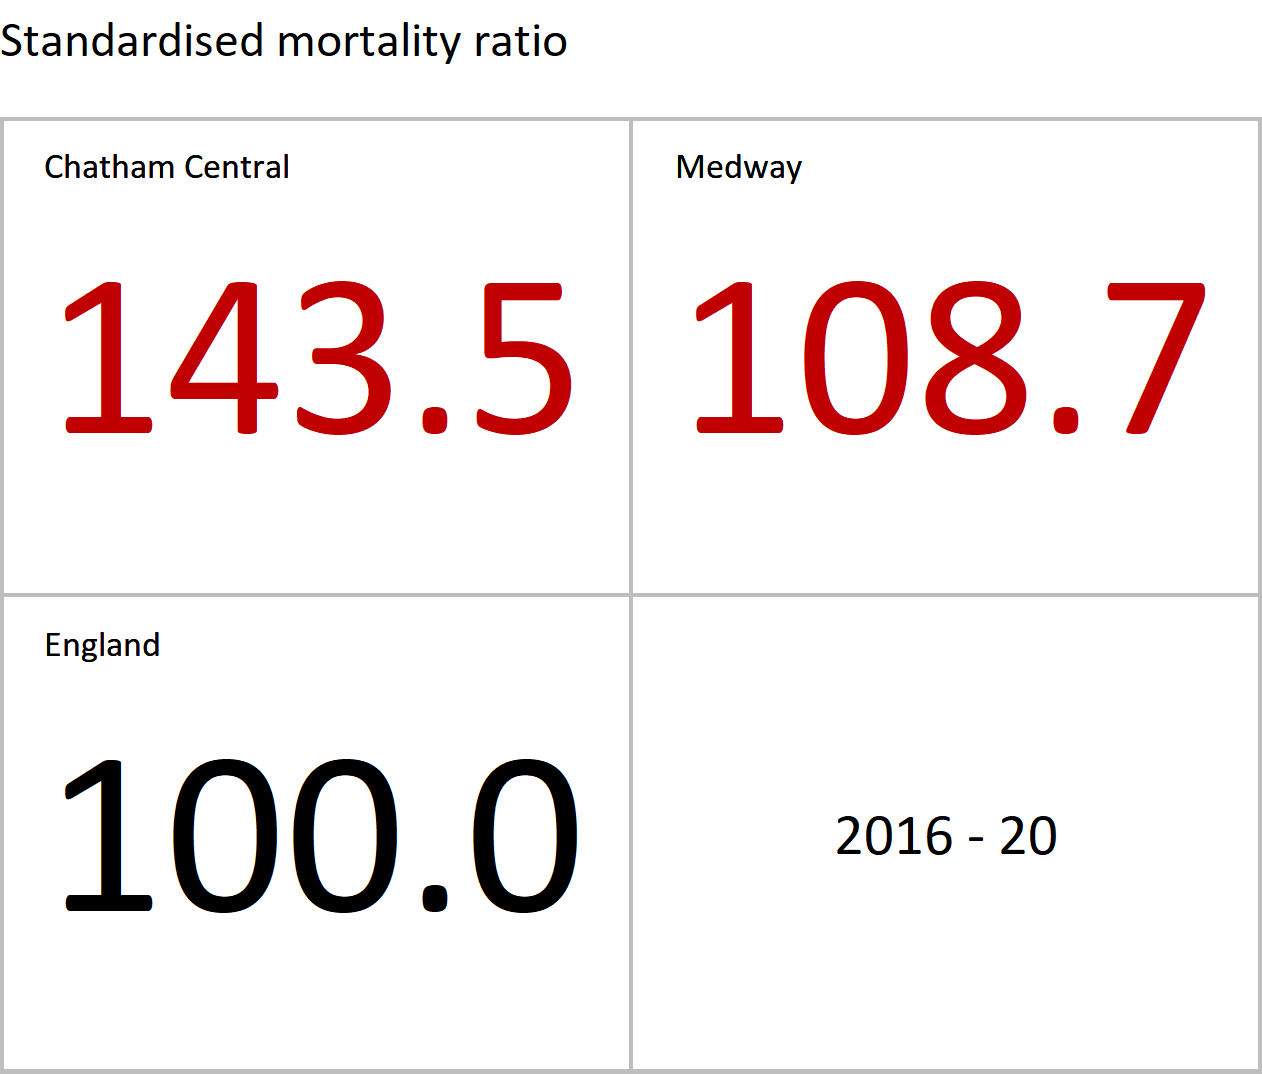 Standardised mortality ratio
Chatham Central
143.5
Medway
108.7
England
100.0
2016 - 20